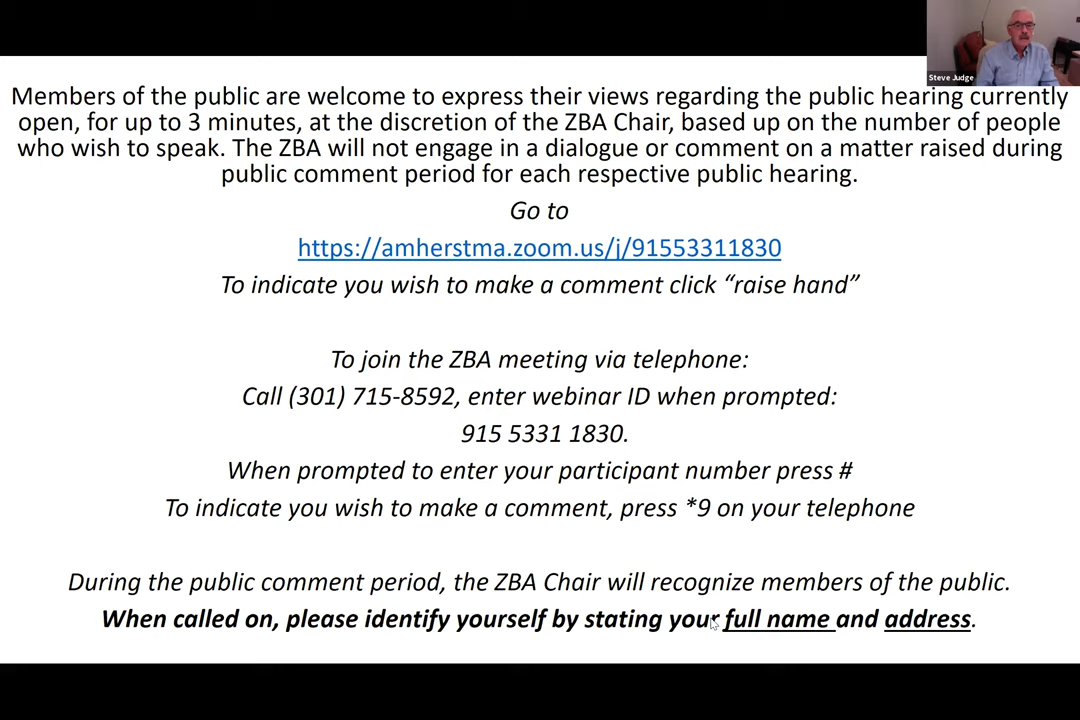 Steve Judge
Members of the public are welcome to express their views regarding the public hearing currently
open, for up to 3 minutes, at the discretion of the ZBA Chair, based up on the number of people
who wish to speak. The ZBA will not engage in a dialogue or comment on a matter raised during
public comment period for each respective public hearing.
Go to
https://amherstma.zoom.us/j/91553311830
To indicate you wish to make a comment click “raise hand”
To join the ZBA meeting via telephone:
Call (301) 715-8592, enter webinar ID when prompted:
915 5331 1830.
When prompted to enter your participant number press #
To indicate you wish to make a comment, press *9 on your telephone
During the public comment period, the ZBA Chair will recognize members of the public.
When called on, please identify yourself by stating your full name and address.